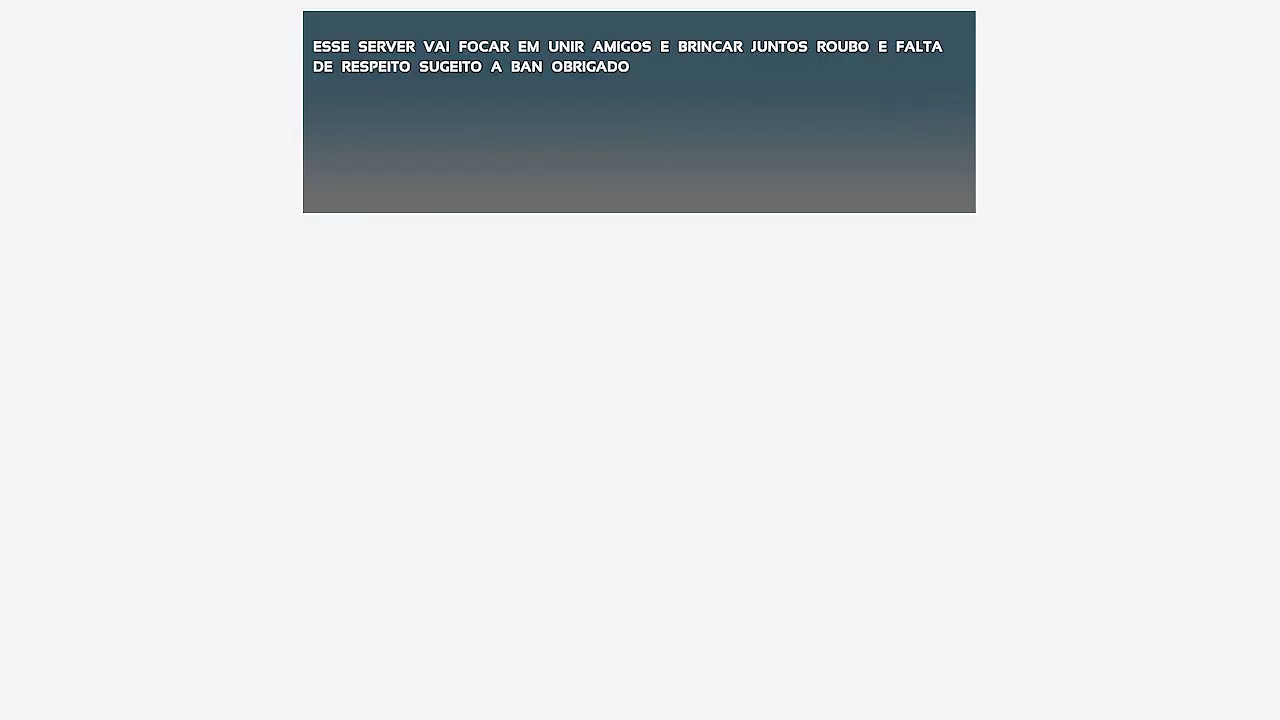 ESSE SERVER VAI FOCAR EM UNIR AMIGOS E BRINCAR JUNTOS ROUBO E FALTA
DE RESPEITO SUGEITO A BAN OBRIGADO